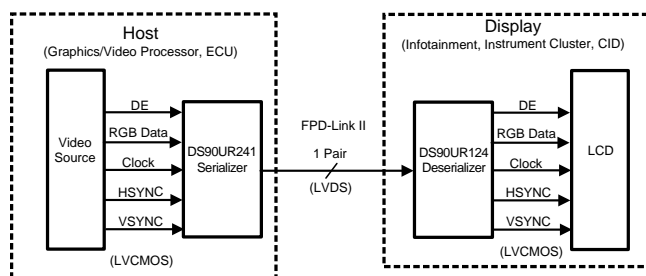 Host
(Graphics/Video Processor, ECU)
Video
Source
DE
RGB Data
Clock
HSYNC
VSYNC
(LVCMOS)
DS90UR241
Serializer
FPD-Link II
1 Pair
(LVDS)
Display
(Infotainment, Instrument Cluster, CID)
DS90UR124
Deserializer
DE
RGB Data
Clock
HSYNC
VSYNC
(LVCMOS)
LCD